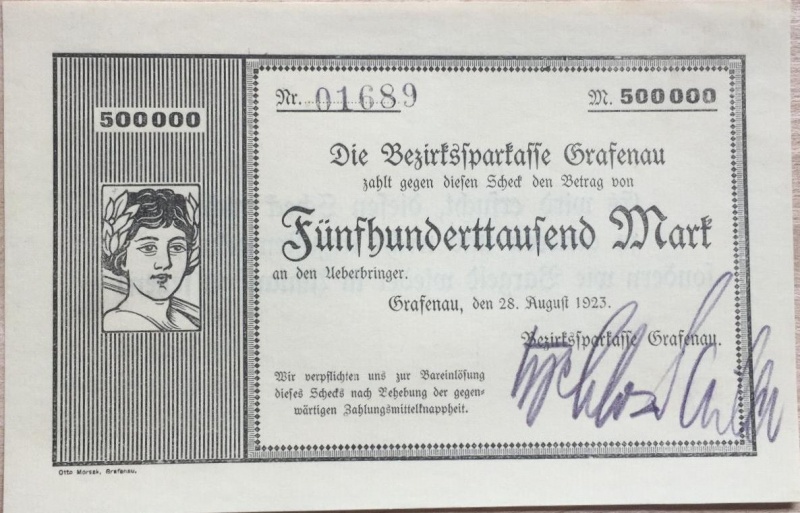 500000
Nr. 01689
M. 500000
Die Bezirkssparkasse Grafenau
zahlt gegen diesen Scheck den Betrag von
Fünfhunderttausend Mark
an den Ueberbringer.
Grafenau, den 28. August 1923.
Bezirkssparkasse Grafenau.
Wir verpflichten uns zur Bareinlösung
dieses Schecks nach Behebung der gegen-
wärtigen Zahlungsmittelknappheit.
Otto Morsak, Grafenau.